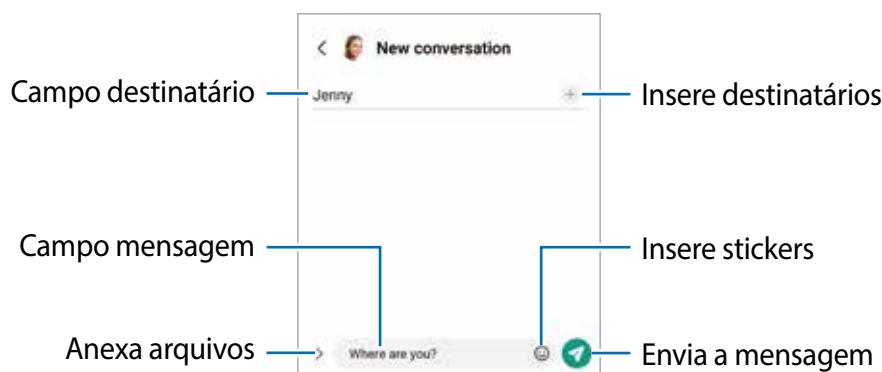 New conversation
Campo destinatário
Jenny
Insere destinatários
Campo mensagem
Insere stickers
Anexa arquivos
Where are you?
Envia a mensagem